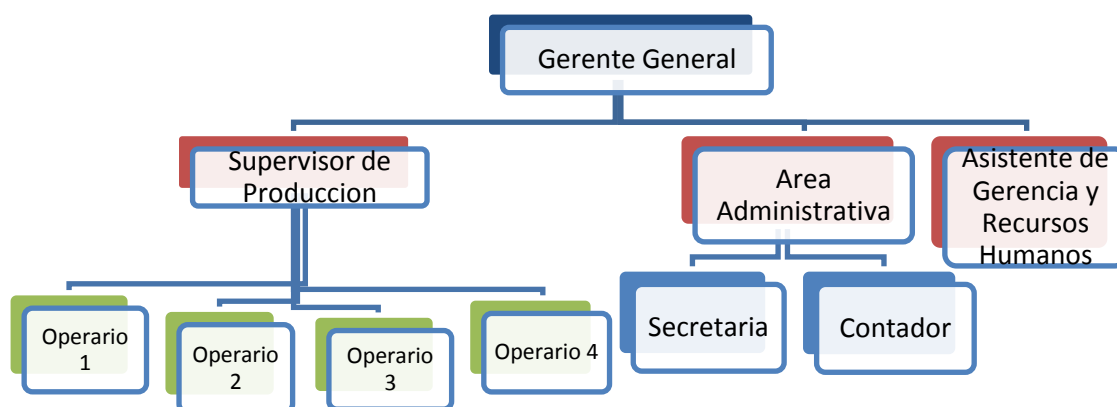 Gerente General
Supervisor de
Produccion
Area
Administrativa
Asistente de
Gerencia y
Recursos
Humanos
Operario
1
Operario
2
Operario
3
Operario 4
Secretaria
Contador